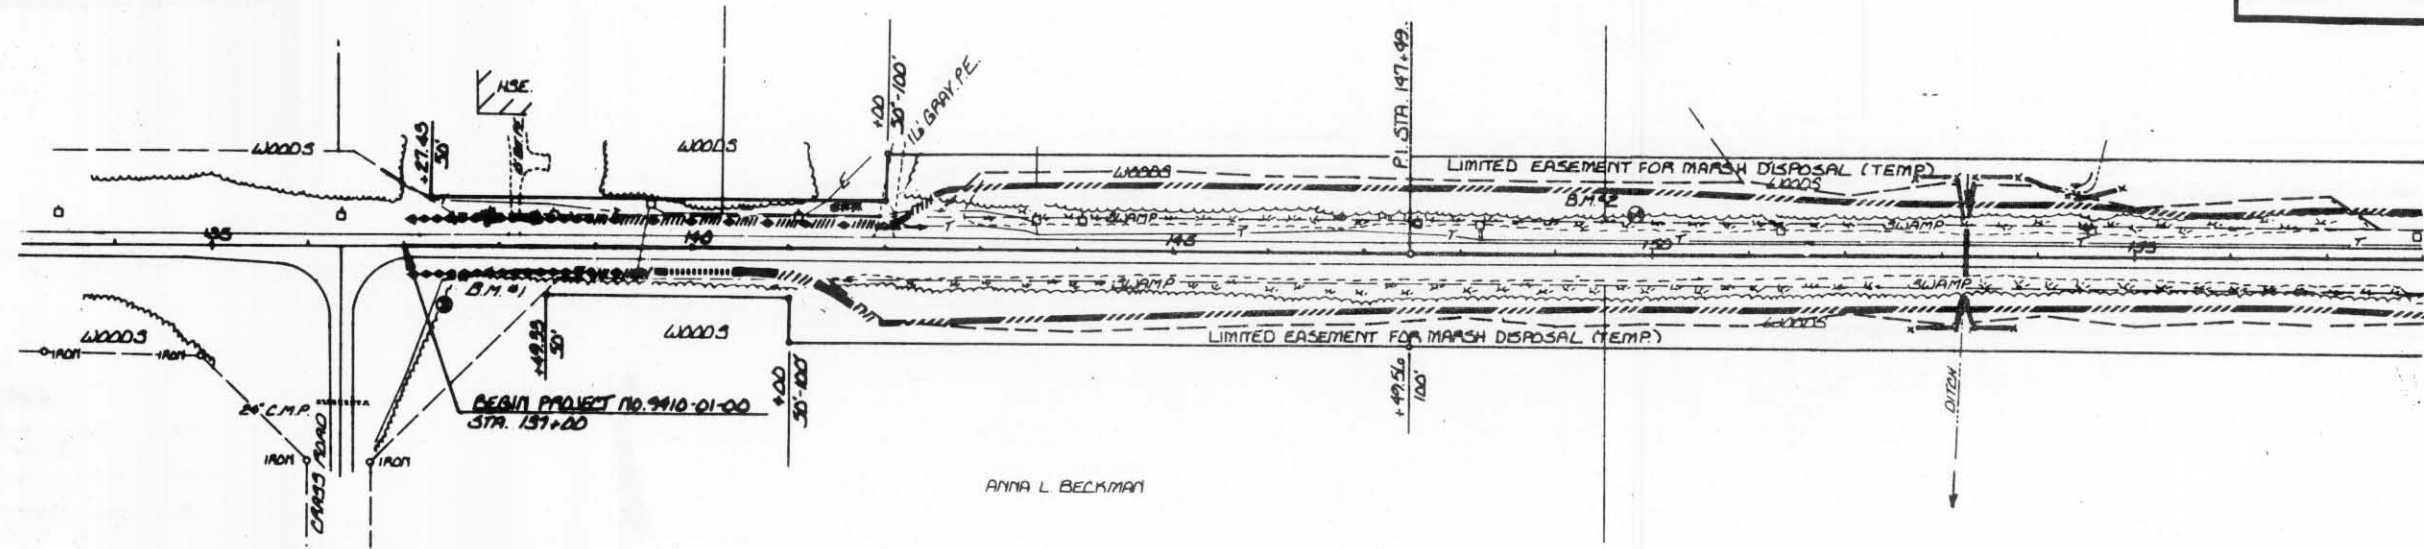 HSE.
WOODS
+27.43
50'
WOODS
+00
50'-100'
16' GRAV. P.E.
P.I. STA. 147+49.
LIMITED EASEMENT FOR MARSH DISPOSAL (TEMP)
WOODS
WOODS
B.M. #2
SWAMP
SWAMP
135
140
145
150
155
T
T
T
T
T
T
B.M. #1
SWAMP
SWAMP
WOODS
WOODS
WOODS
LIMITED EASEMENT FOR MARSH DISPOSAL (TEMP.)
IRON
IRON
+49.55
50'
+00
50'-100'
+49.56
100'
DITCH
24" C.M.P.
BEGIN PROJECT NO. 9410-01-00
STA. 137+00
IRON
IRON
CRASS ROAD
ANNA L. BECKMAN